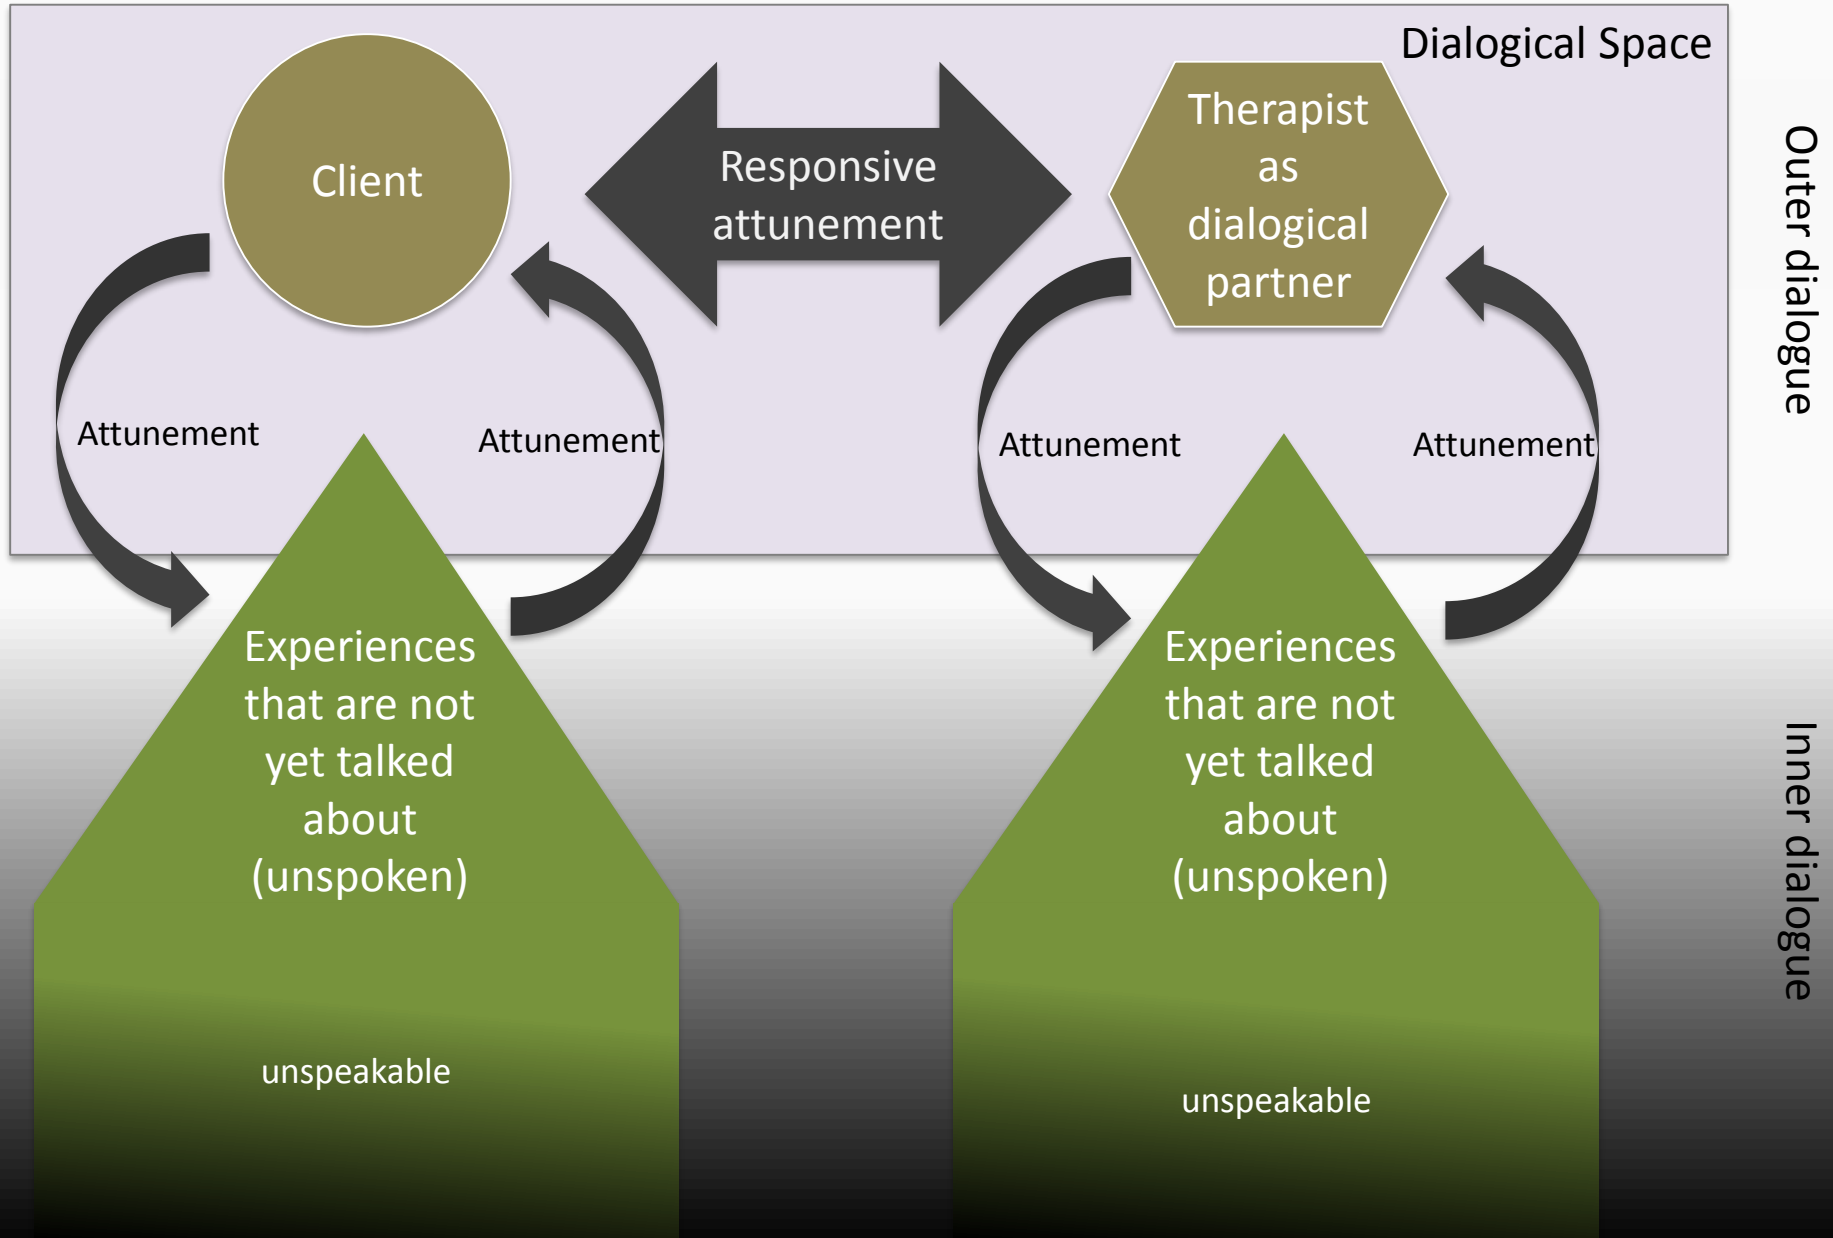 Dialogical Space
Client
Responsive
attunement
Therapist
as
dialogical
partner
Outer dialogue
Attunement
Attunement
Attunement
Attunement
Experiences
that are not
yet talked
about
(unspoken)
unspeakable
Experiences
that are not
yet talked
about
(unspoken)
unspeakable
Inner dialogue